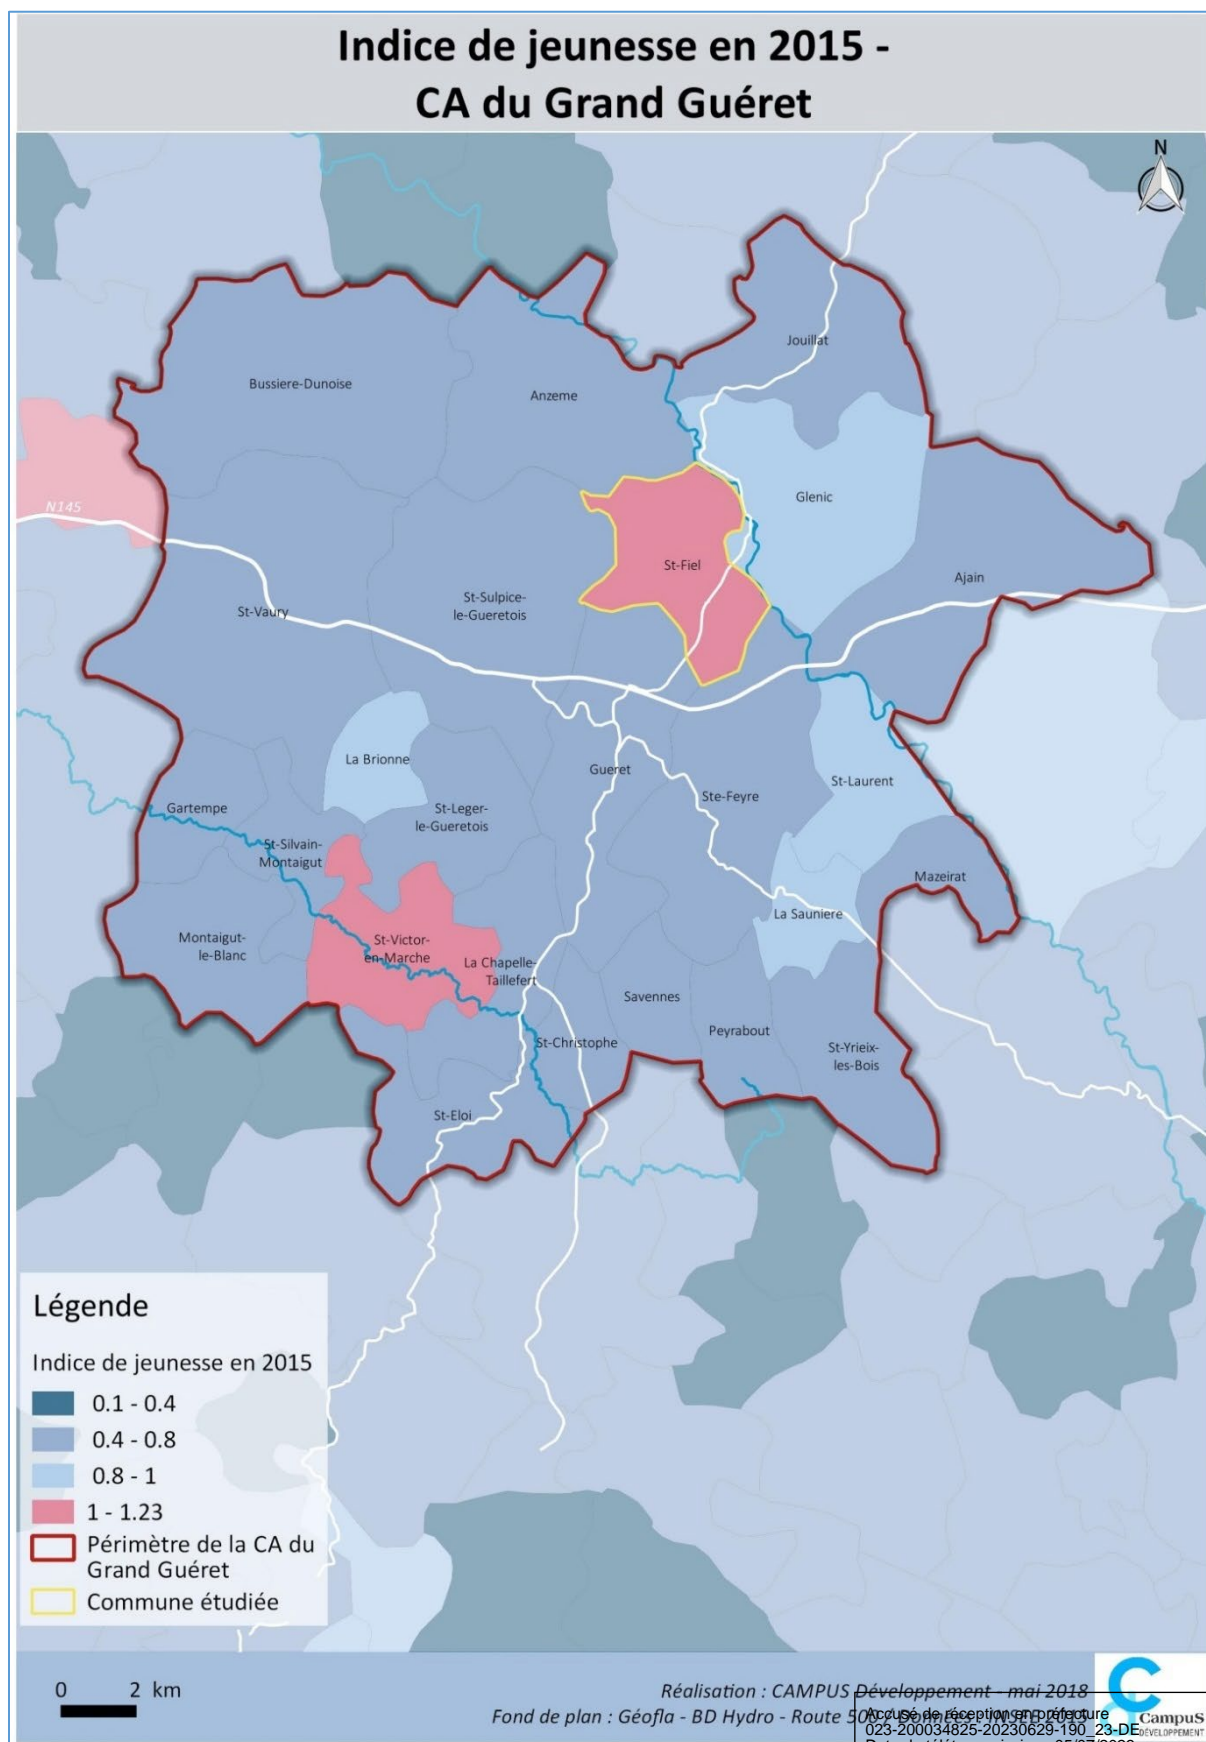 Indice de jeunesse en 2015 -
CA du Grand Guéret
N
Jouillat
Bussiere-Dunoise
Anzeme
Glenic
N145
St-Fiel
Ajain
St-Vaury
St-Sulpice-
le-Gueretois
La Brionne
Gueret
St-Laurent
Ste-Feyre
Gartempe
St-Leger-
le-Gueretois
St-Silvain-
Montaigut
Mazeirat
La Sauniere
Montaigut-
le-Blanc
St-Victor-
en-Marche
La Chapelle-
Taillefert
Savennes
Peyrabout
St-Christophe
St-Yrieix-
les-Bois
St-Eloi
Légende
Indice de jeunesse en 2015
0.1 - 0.4
0.4 - 0.8
0.8 - 1
1 - 1.23
Périmètre de la CA du
Grand Guéret
Commune étudiée
0 2 km
Réalisation : CAMPUS Développement - mai 2018
Fond de plan : Géofla - BD Hydro - Route 500 / Données : INSEE 2015
Accusé de réception en préfecture
023-200034825-20230629-190_23-DE
CampuS
DÉVELOPPEMENT